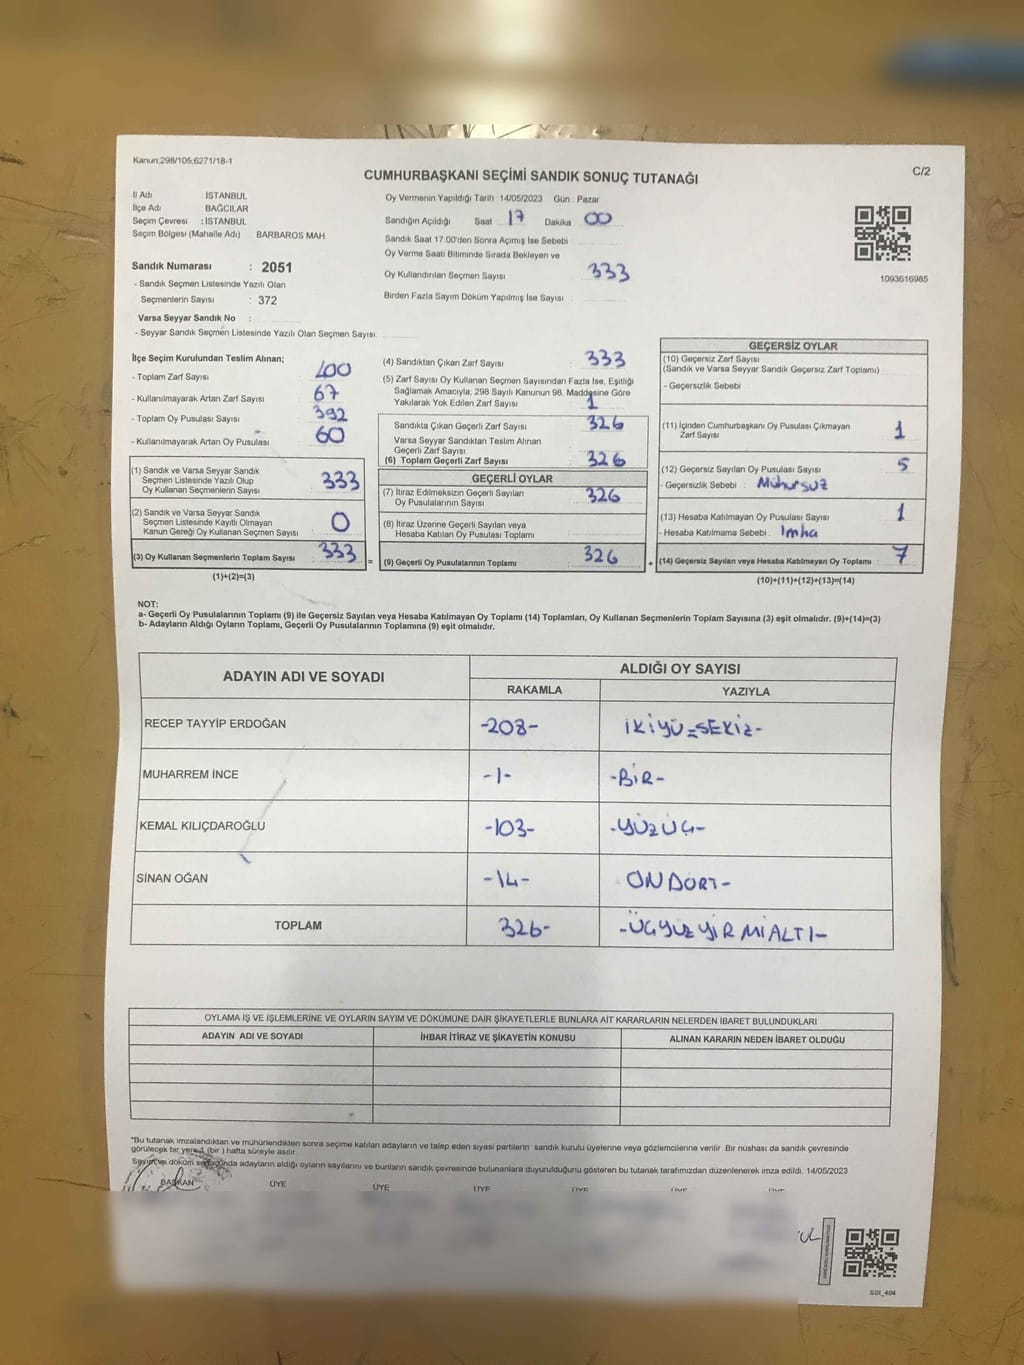 Kanun:298/105;6271/18-1
C/2
CUMHURBAŞKANI SEÇİMİ SANDIK SONUÇ TUTANAĞI
İl Adı : İSTANBUL
İlçe Adı BAĞCILAR
Seçim Çevresi : İSTANBUL
Seçim Bölgesi (Mahalle Adı) BARBAROS MAH
Sandık Numarası : 2051
- Sandık Seçmen Listesinde Yazılı Olan
Seçmenlerin Sayısı : 372
Varsa Seyyar Sandık No :
- Seyyar Sandık Seçmen Listesinde Yazılı Olan Seçmen Sayısı:
Oy Vermenin Yapıldığı Tarih : 14/05/2023 Gün : Pazar
Sandığın Açıldığı Saat 17 Dakika 00
Sandık Saat 17:00'den Sonra Açılmış İse Sebebi
Oy Verme Saati Bitiminde Sırada Bekleyen ve
Oy Kullandırılan Seçmen Sayısı 333
Birden Fazla Sayım Döküm Yapılmış İse Sayısı :
1093616985
İlçe Seçim Kurulundan Teslim Alınan;
- Toplam Zarf Sayısı 400
- Kullanılmayarak Artan Zarf Sayısı 67
- Toplam Oy Pusulası Sayısı 392
- Kullanılmayarak Artan Oy Pusulası 60
(1) Sandık ve Varsa Seyyar Sandık
Seçmen Listesinde Yazılı Olup
Oy Kullanan Seçmenlerin Sayısı 333
(2) Sandık ve Varsa Seyyar Sandık
Seçmen Listesinde Kayıtlı Olmayan
Kanun Gereği Oy Kullanan Seçmen Sayısı 0
(3) Oy Kullanan Seçmenlerin Toplam Sayısı 333
(1)+(2)=(3)
(4) Sandıktan Çıkan Zarf Sayısı 333
(5) Zarf Sayısı Oy Kullanan Seçmen Sayısından Fazla İse, Eşitliği
Sağlamak Amacıyla; 298 Sayılı Kanunun 98. Maddesine Göre
Yakılarak Yok Edilen Zarf Sayısı 1
Sandıkta Çıkan Geçerli Zarf Sayısı 326
Varsa Seyyar Sandıktan Teslim Alınan
Geçerli Zarf Sayısı
(6) Toplam Geçerli Zarf Sayısı 326
GEÇERLİ OYLAR
(7) İtiraz Edilmeksizin Geçerli Sayılan
Oy Pusulalarının Sayısı 326
(8) İtiraz Üzerine Geçerli Sayılan veya
Hesaba Katılan Oy Pusulası Toplamı
= (9) Geçerli Oy Pusulalarının Toplamı 326
GEÇERSİZ OYLAR
(10) Geçersiz Zarf Sayısı
(Sandık ve Varsa Seyyar Sandık Geçersiz Zarf Toplamı)
- Geçersizlik Sebebi
(11) İçinden Cumhurbaşkanı Oy Pusulası Çıkmayan
Zarf Sayısı 1
(12) Geçersiz Sayılan Oy Pusulası Sayısı 5
- Geçersizlik Sebebi : Mühürsüz
(13) Hesaba Katılmayan Oy Pusulası Sayısı 1
- Hesaba Katılmama Sebebi : İmha
+ (14) Geçersiz Sayılan veya Hesaba Katılmayan Oy Toplamı 7
(10)+(11)+(12)+(13)=(14)
NOT:
a- Geçerli Oy Pusulalarının Toplamı (9) ile Geçersiz Sayılan veya Hesaba Katılmayan Oy Toplamı (14) Toplamları, Oy Kullanan Seçmenlerin Toplam Sayısına (3) eşit olmalıdır. (9)+(14)=(3)
b- Adayların Aldığı Oyların Toplamı, Geçerli Oy Pusulalarının Toplamına (9) eşit olmalıdır.
ADAYIN ADI VE SOYADI ALDIĞI OY SAYISI
RAKAMLA YAZIYLA
RECEP TAYYİP ERDOĞAN -208- İKİYÜZSEKİZ-
MUHARREM İNCE -1- -BİR-
KEMAL KILIÇDAROĞLU -103- -YÜZÜÇ-
SİNAN OĞAN -14- ONDÖRT-
TOPLAM 326- -ÜÇYÜZYİRMİALTI-
OYLAMA İŞ VE İŞLEMLERİNE VE OYLARIN SAYIM VE DÖKÜMÜNE DAİR ŞİKAYETLERLE BUNLARA AİT KARARLARIN NELERDEN İBARET BULUNDUKLARI
ADAYIN ADI VE SOYADI İHBAR İTİRAZ VE ŞİKAYETİN KONUSU ALINAN KARARIN NEDEN İBARET OLDUĞU
*Bu tutanak imzalandıktan ve mühürlendikten sonra seçime katılan adayların ve talep eden siyasi partilerin sandık kurulu üyelerine veya gözlemcilerine verilir. Bir nüshası da sandık çevresinde
görülecek bir yere 1 (bir) hafta süreyle asılır.
Sayım ve döküm sonunda adayların aldığı oyların sayılarını ve bunların sandık çevresinde bulunanlara duyurulduğunu gösteren bu tutanak tarafımızdan düzenlenerek imza edildi. 14/05/2023
BAŞKAN ÜYE ÜYE ÜYE ÜYE ÜYE ÜYE
SSI_404